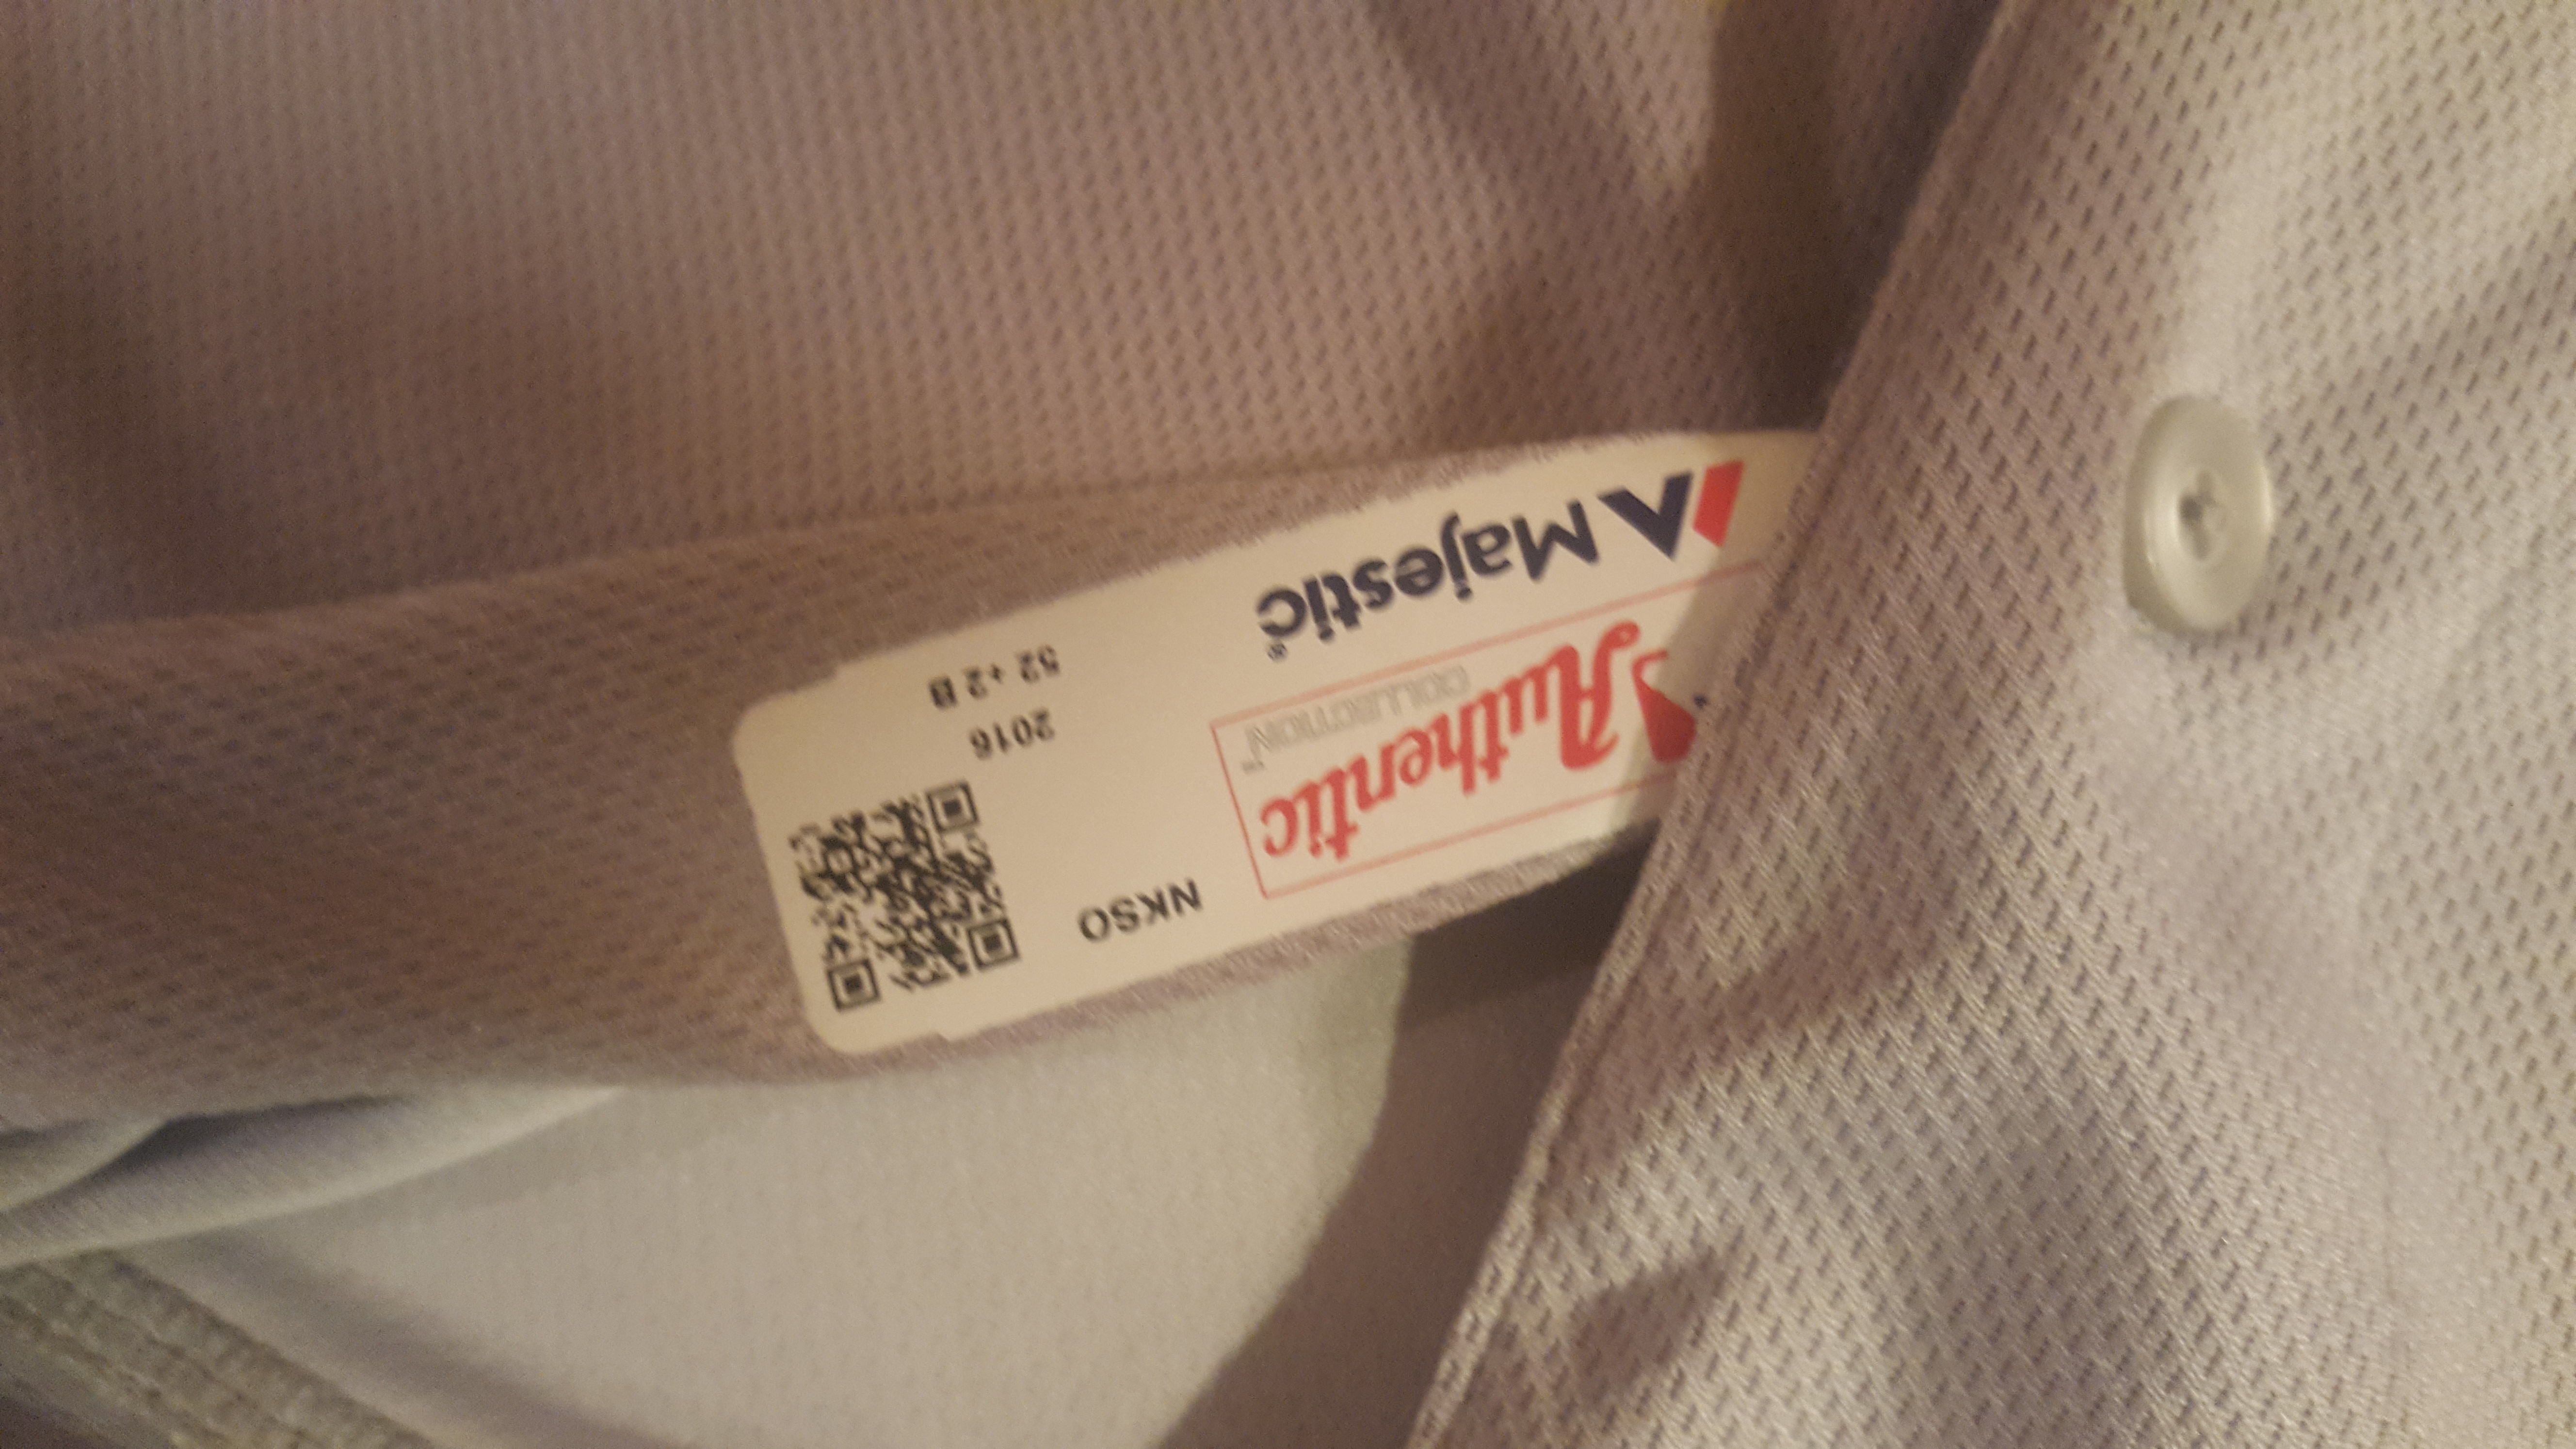 Majestic®
Authentic
COLLECTION™
NKSO
2016
52 +2 B